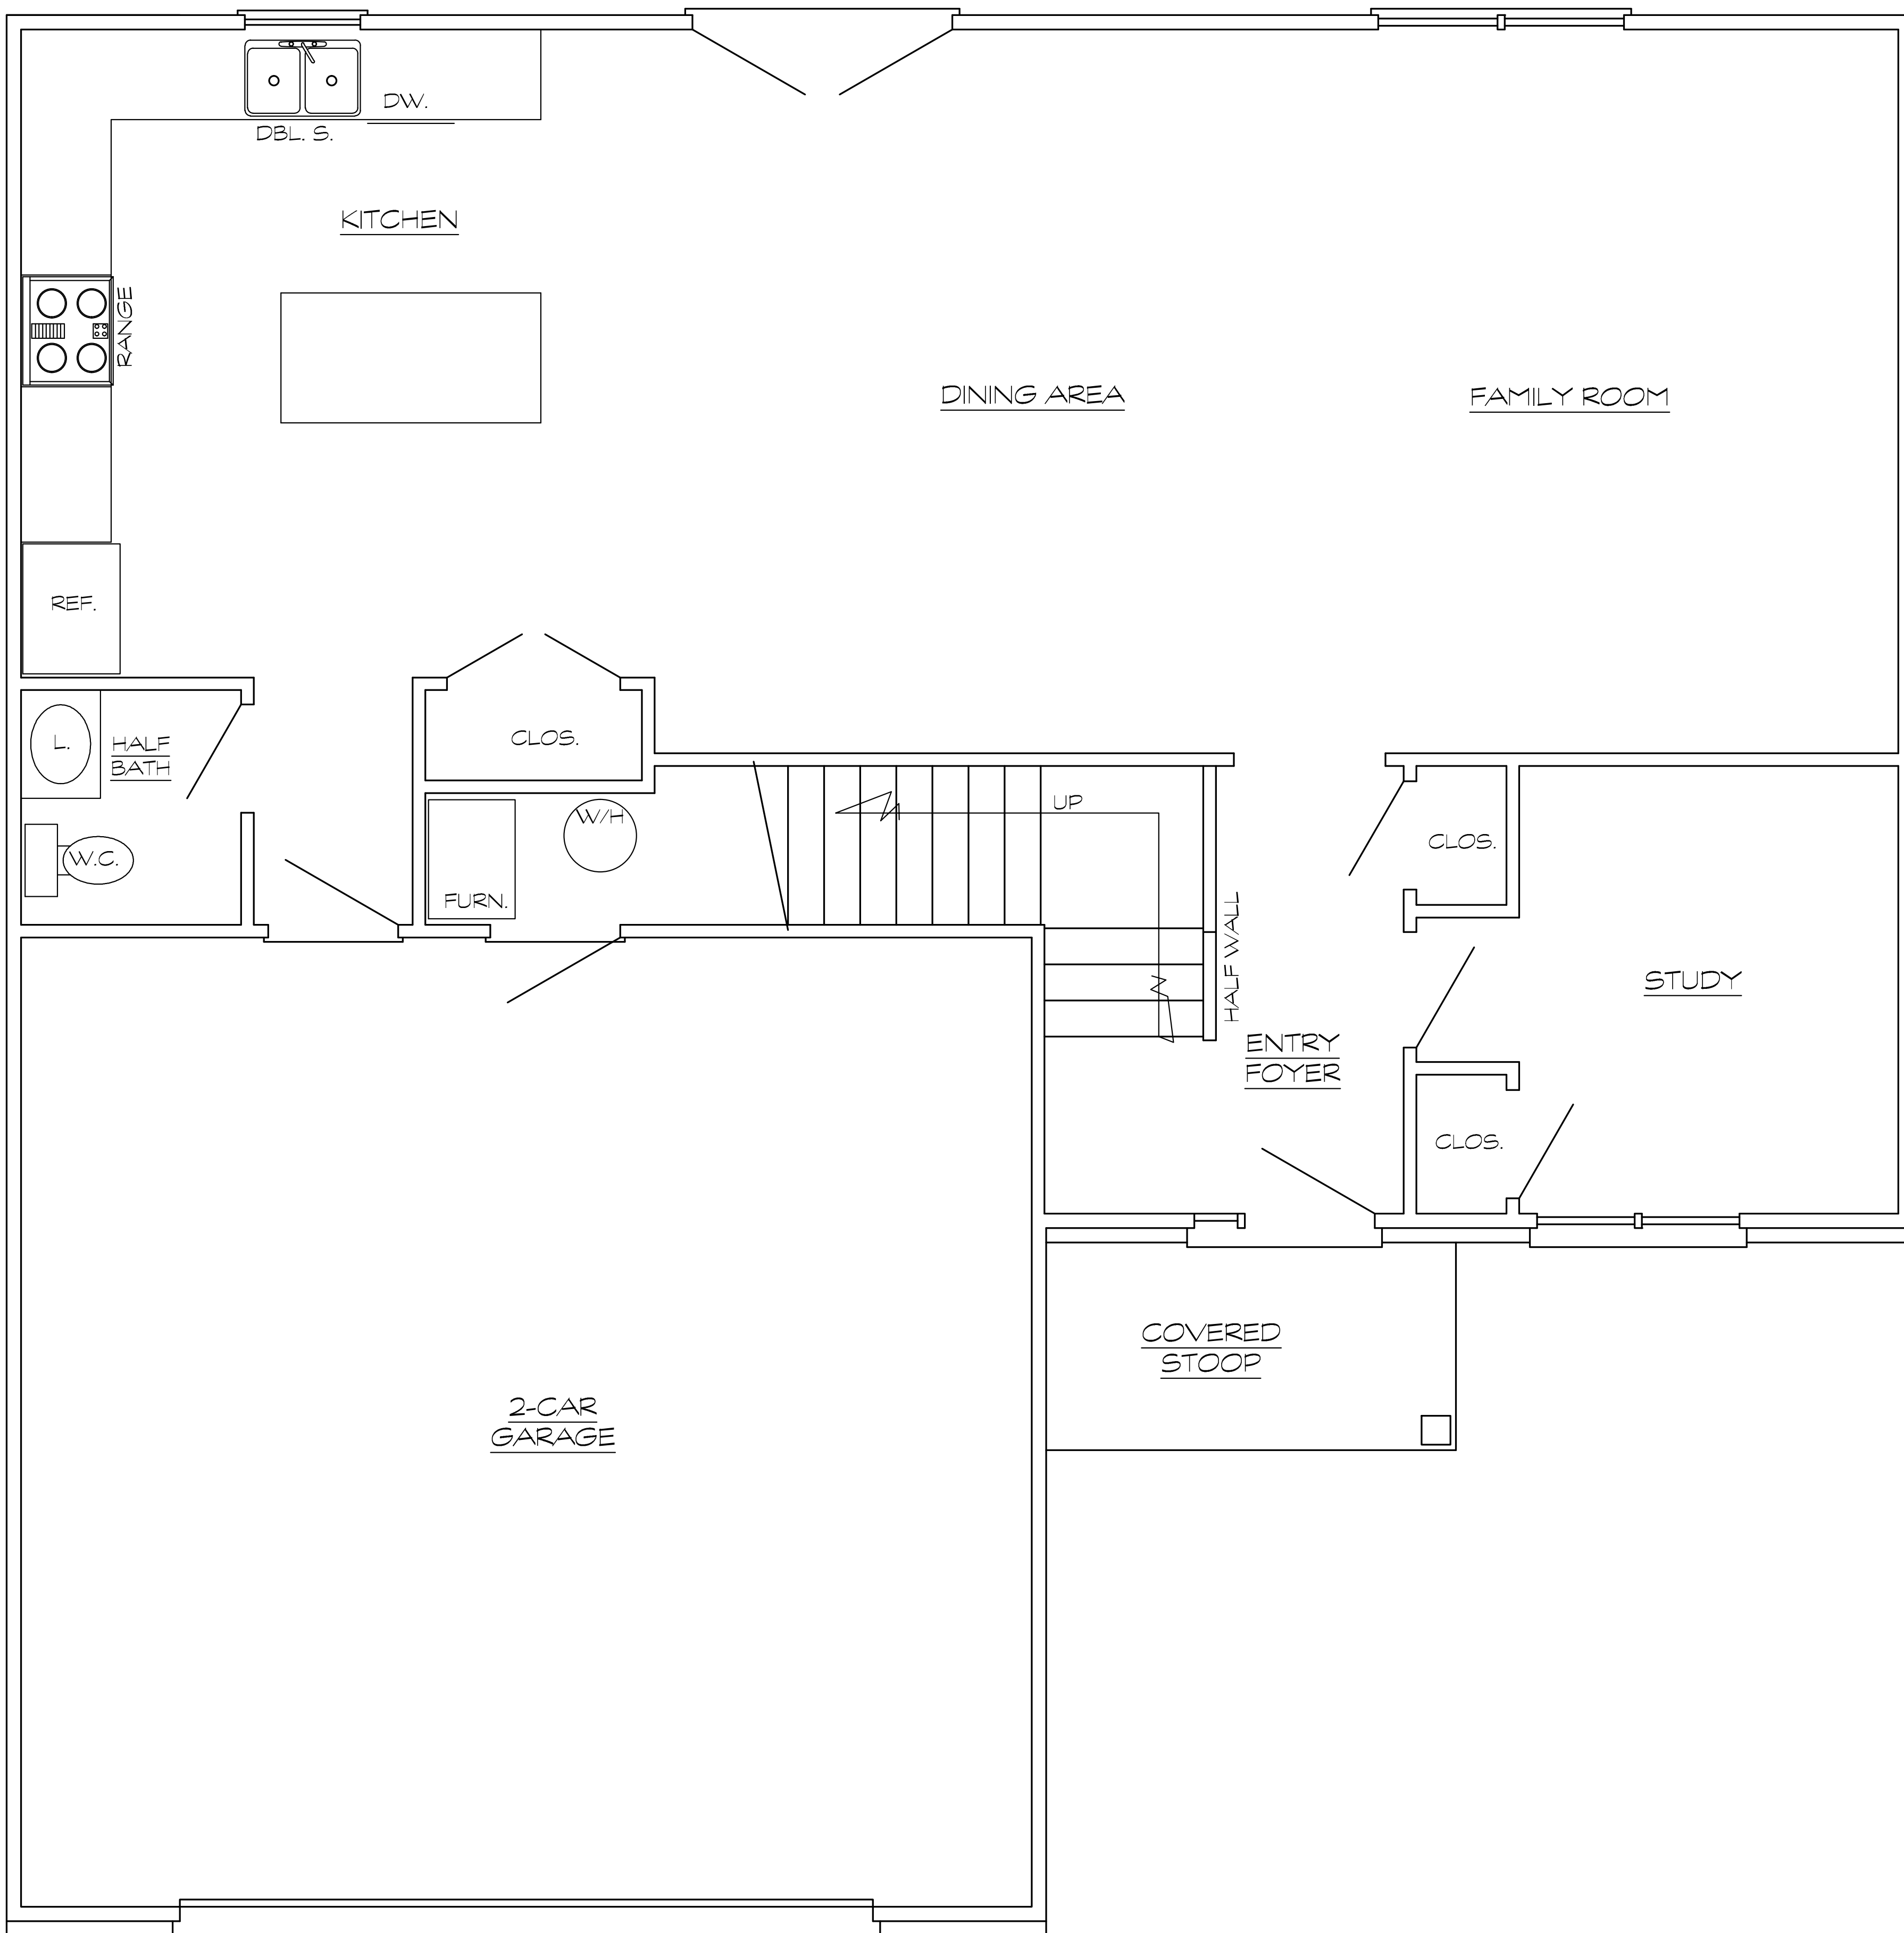 DW.
DBL. S.
KITCHEN
RANGE
DINING AREA
FAMILY ROOM
REF.
CLOS.
L.
HALF
BATH
W/H
UP
W.C.
CLOS.
FURN.
HALF WALL
STUDY
ENTRY
FOYER
CLOS.
COVERED
STOOP
2-CAR
GARAGE